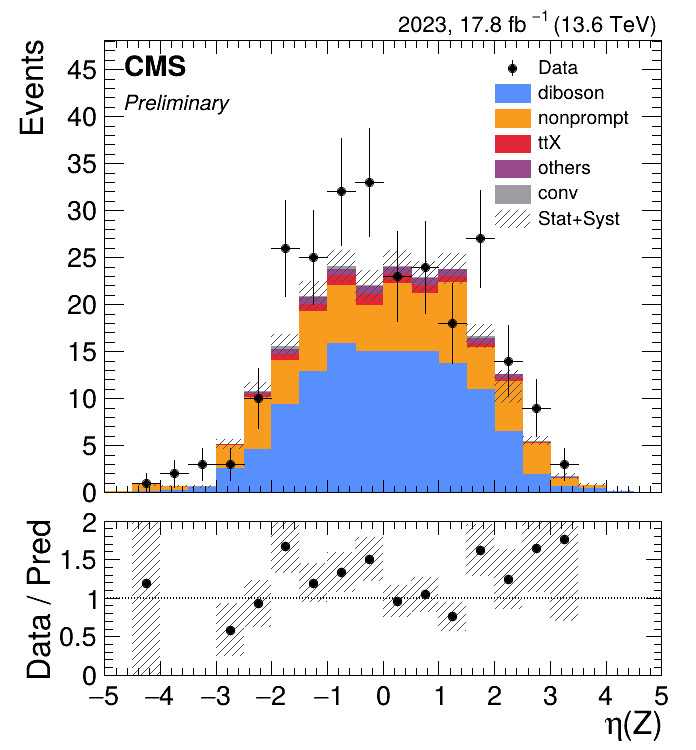 2023, 17.8 fb⁻¹ (13.6 TeV)
CMS
Preliminary
Events
45
40
35
30
25
20
15
10
5
0
Data
diboson
nonprompt
ttX
others
conv
Stat+Syst
Data / Pred
2
1.5
1
0.5
0
−5 −4 −3 −2 −1 0 1 2 3 4 5
η(Z)